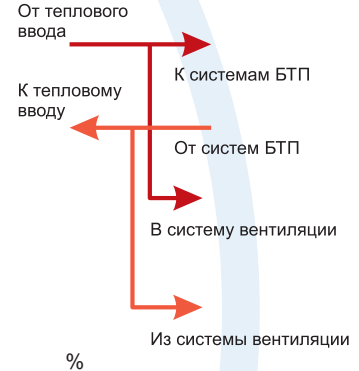 От теплового
ввода
К системам БТП
К тепловому
вводу
От систем БТП
В систему вентиляции
Из системы вентиляции
%